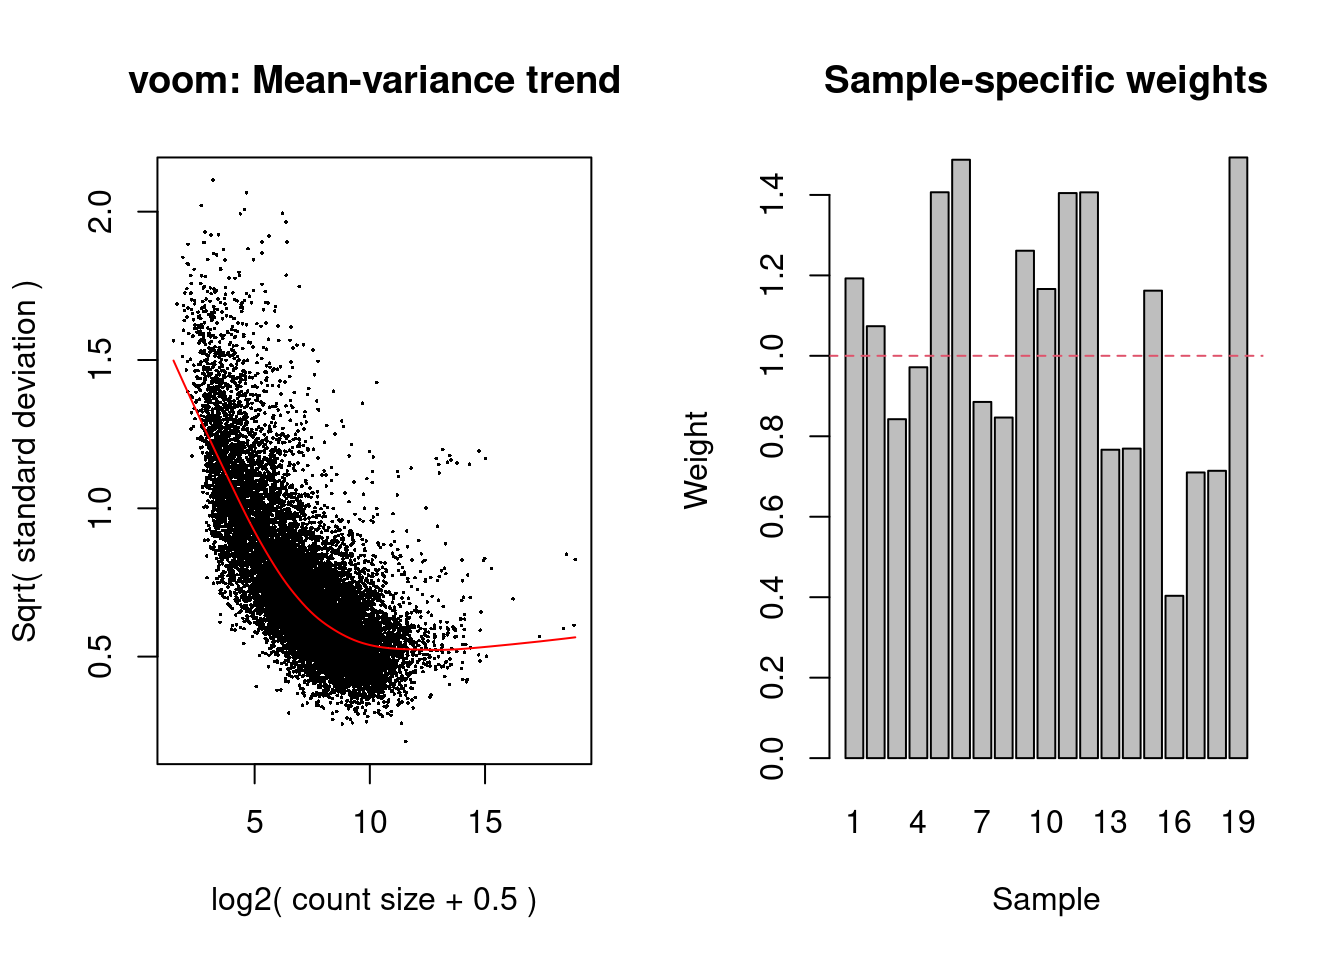 voom: Mean-variance trend
Sqrt( standard deviation )
2.0
1.5
1.0
0.5
5 10 15
log2( count size + 0.5 )
Sample-specific weights
Weight
1.4
1.2
1.0
0.8
0.6
0.4
0.2
0.0
1 4 7 10 13 16 19
Sample